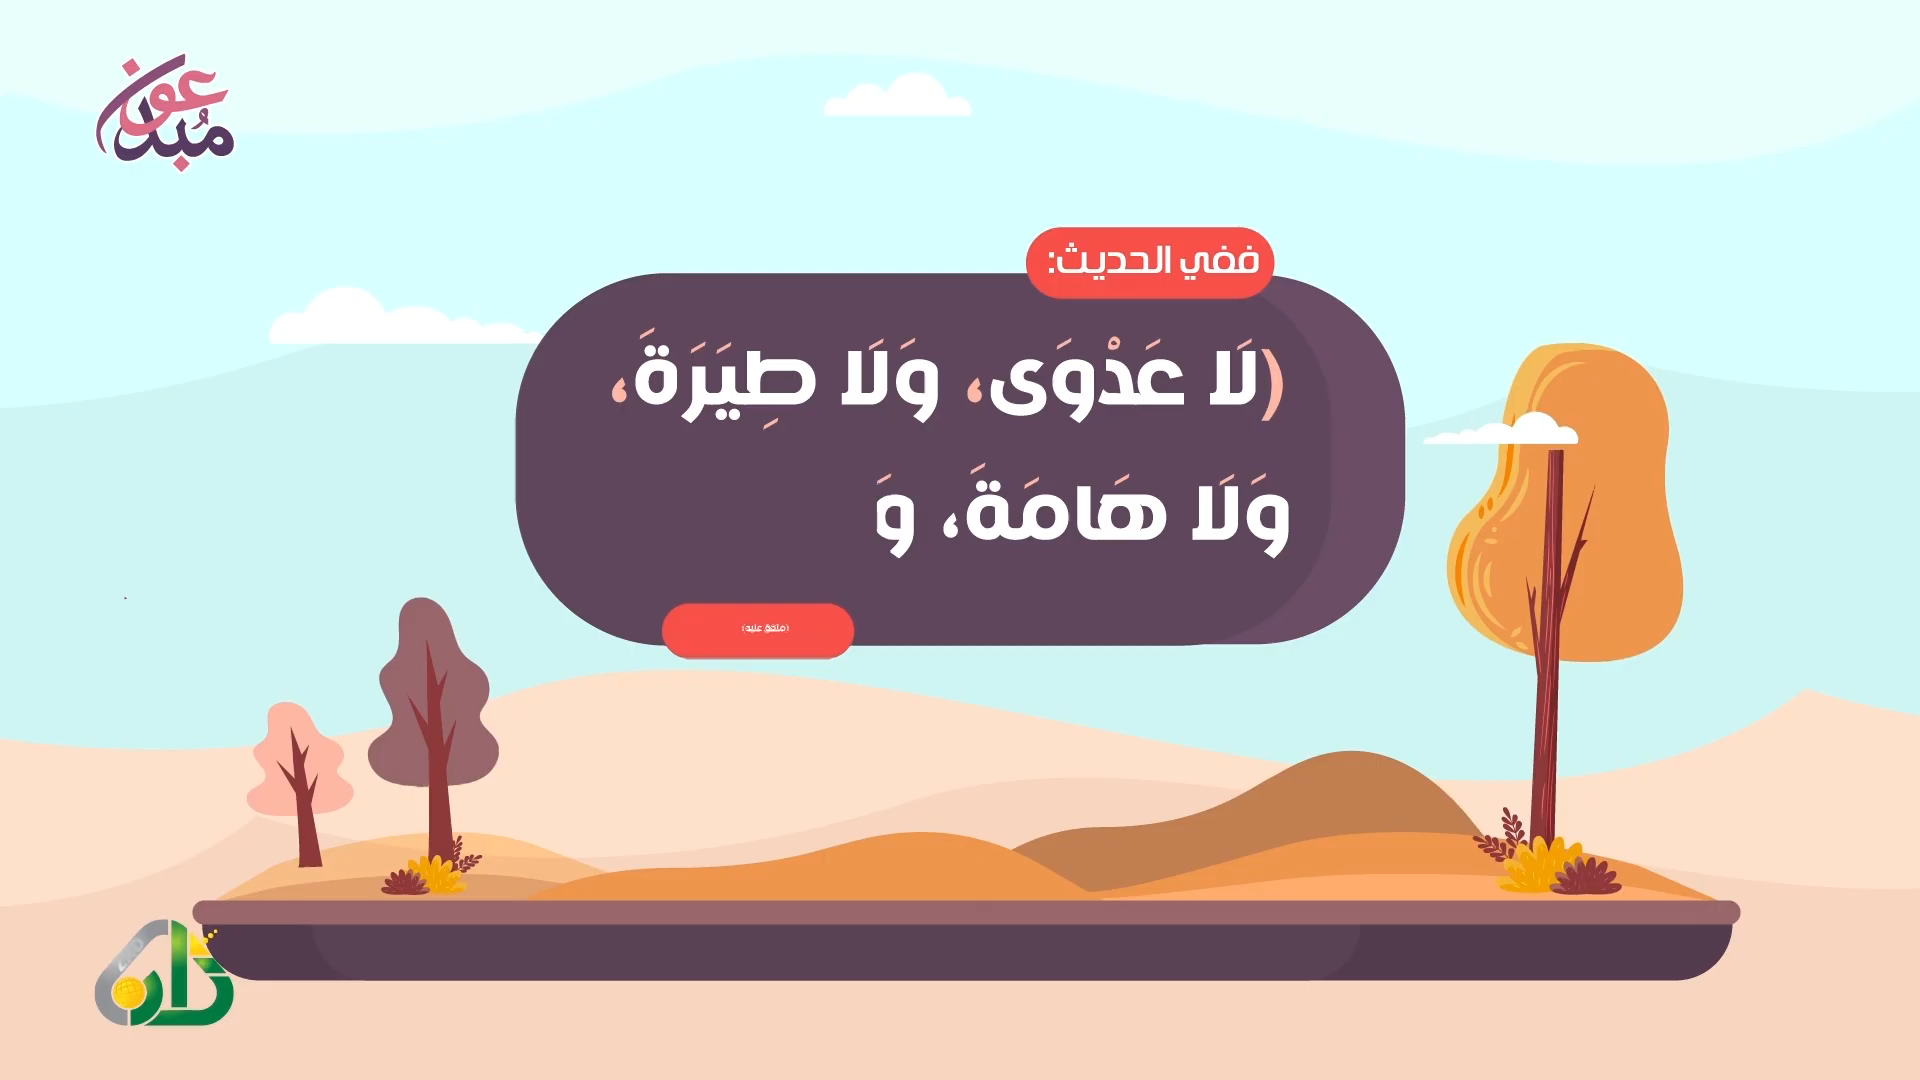 مبدعون
ففي الحديث:
(لَا عَدْوَى، وَلَا طِيَرَةَ،
وَلَا هَامَةَ، وَ
(متفق عليه)